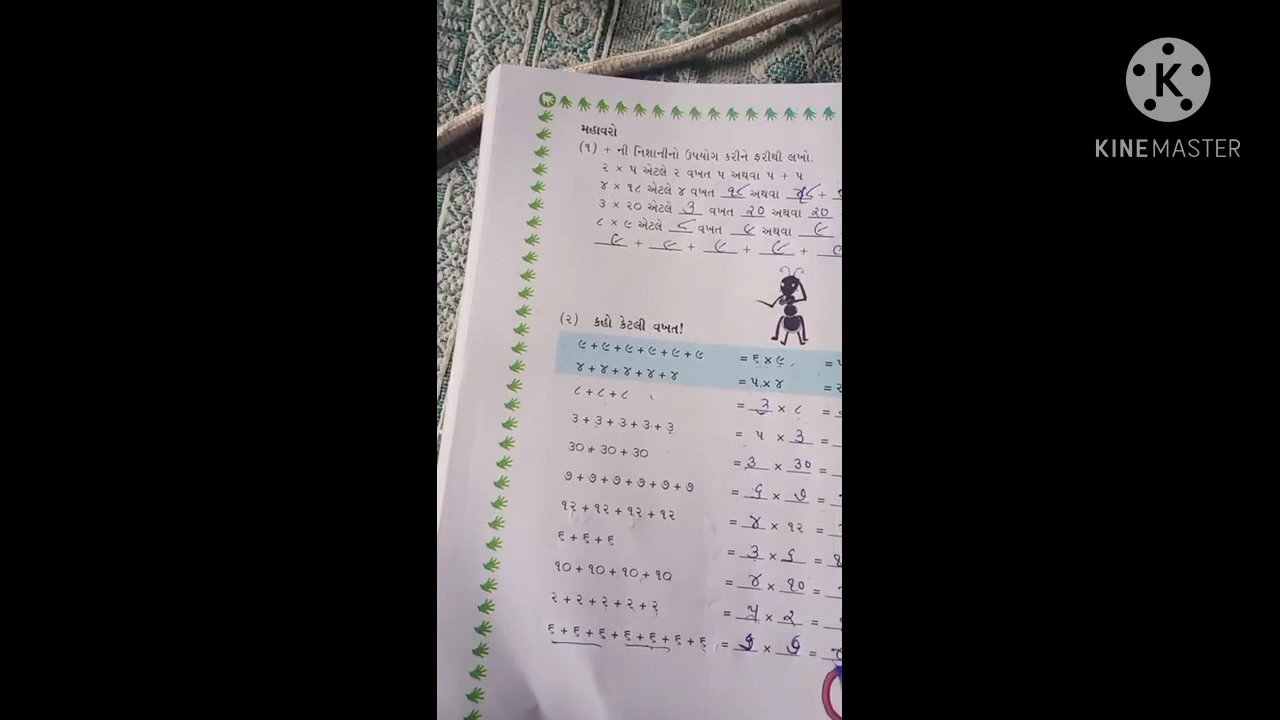 મહાવરો
(૧) + ની નિશાનીનો ઉપયોગ કરીને ફરીથી લખો.
૨ × ૫ એટલે ૨ વખત ૫ અથવા ૫ + ૫
૪ × ૧૮ એટલે ૪ વખત ૧૮ અથવા ૧૮ +
૩ × ૨૦ એટલે ૩ વખત ૨૦ અથવા ૨૦
૮ × ૯ એટલે ૮ વખત ૯ અથવા ૯
૯ + ૯ + ૯ + ૯ + ૯
(૨) કહો કેટલી વખત!
૯ + ૯ + ૯ + ૯ + ૯ + ૯ = ૬ × ૯ =
૪ + ૪ + ૪ + ૪ + ૪ = ૫ × ૪ =
૮ + ૮ + ૮ = ૩ × ૮ =
૩ + ૩ + ૩ + ૩ + ૩ = ૫ × ૩ =
૩૦ + ૩૦ + ૩૦ = ૩ × ૩૦ =
૭ + ૭ + ૭ + ૭ + ૭ + ૭ = ૬ × ૭ =
૧૨ + ૧૨ + ૧૨ + ૧૨ = ૪ × ૧૨ =
૬ + ૬ + ૬ = ૩ × ૬ =
૧૦ + ૧૦ + ૧૦ + ૧૦ = ૪ × ૧૦ =
૨ + ૨ + ૨ + ૨ + ૨ = ૫ × ૨ =
૬ + ૬ + ૬ + ૬ + ૬ + ૬ + ૬ = × =
K
KINEMASTER